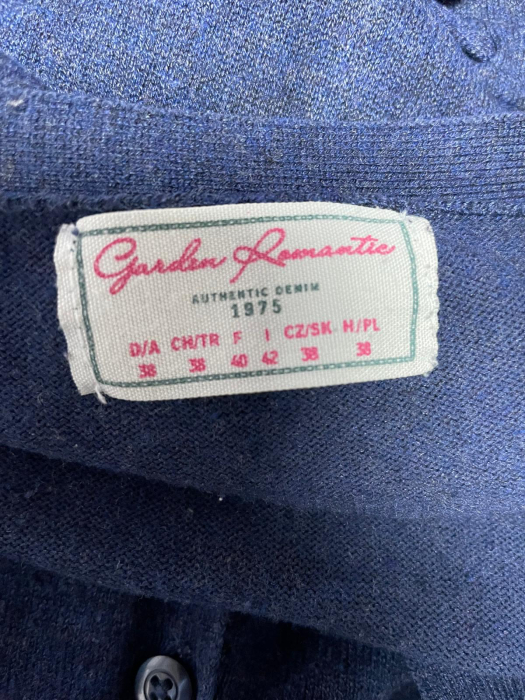 Garden Romantic
AUTHENTIC DENIM
1975
D/A CH/TR F I CZ/SK H/PL
38 38 40 42 38 38